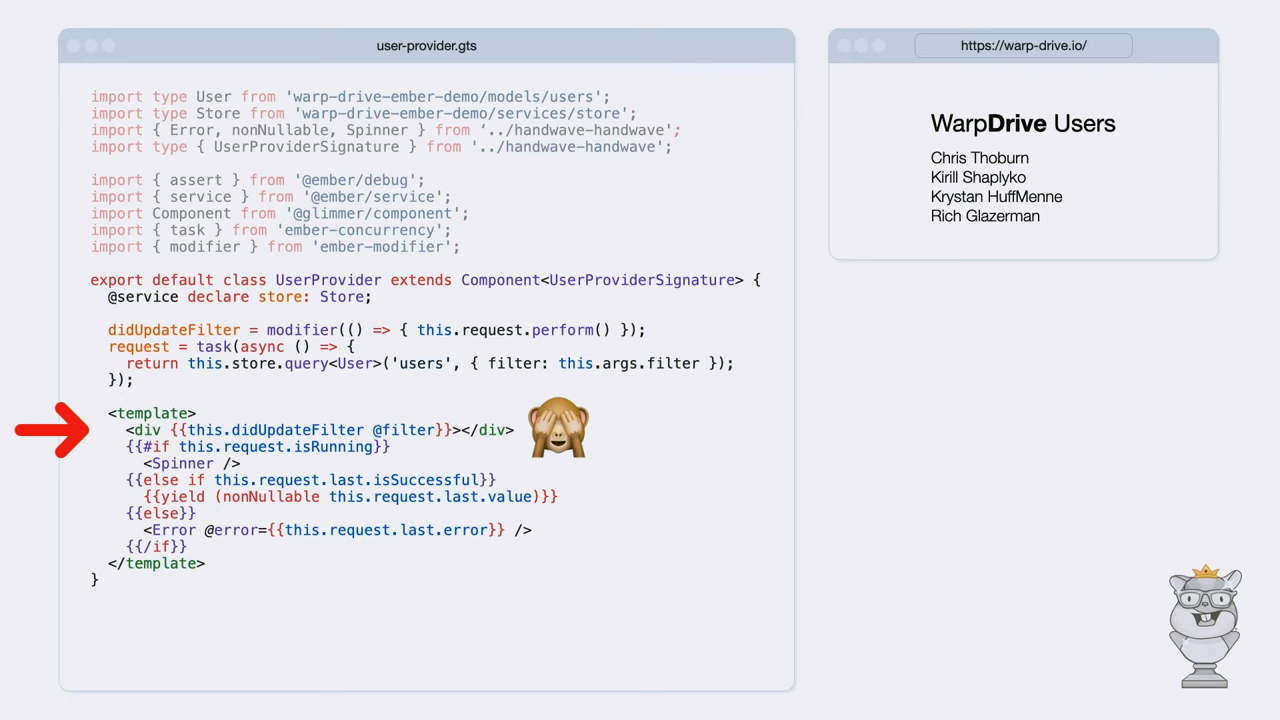 user-provider.gts
import type User from 'warp-drive-ember-demo/models/users';
import type Store from 'warp-drive-ember-demo/services/store';
import { Error, nonNullable, Spinner } from ‘../handwave-handwave';
import type { UserProviderSignature } from '../handwave-handwave';
import { assert } from '@ember/debug';
import { service } from '@ember/service';
import Component from '@glimmer/component';
import { task } from 'ember-concurrency';
import { modifier } from 'ember-modifier';
export default class UserProvider extends Component<UserProviderSignature> {
@service declare store: Store;
didUpdateFilter = modifier(() => { this.request.perform() });
request = task(async () => {
return this.store.query<User>('users', { filter: this.args.filter });
});
<template>
<div {{this.didUpdateFilter @filter}}></div>
{{#if this.request.isRunning}}
<Spinner />
{{else if this.request.last.isSuccessful}}
{{yield (nonNullable this.request.last.value)}}
{{else}}
<Error @error={{this.request.last.error}} />
{{/if}}
</template>
}
https://warp-drive.io/
WarpDrive Users
Chris Thoburn
Kirill Shaplyko
Krystan HuffMenne
Rich Glazerman